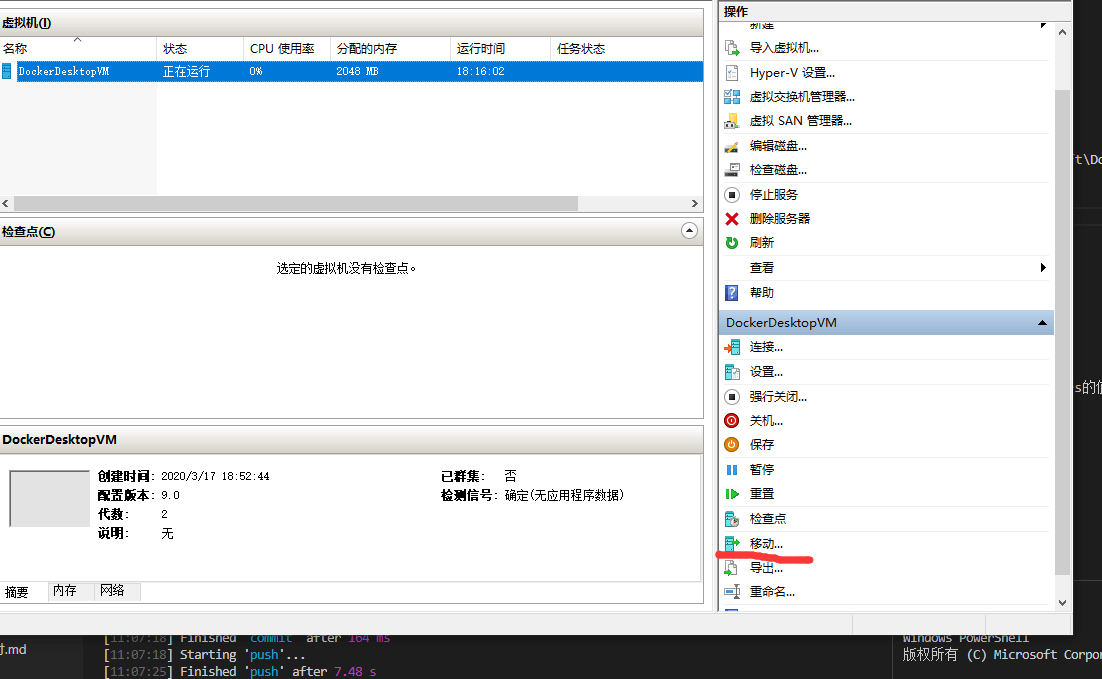 虚拟机(I)
名称 状态 CPU 使用率 分配的内存 运行时间 任务状态
DockerDesktopVM 正在运行 0% 2048 MB 18:16:02
检查点(C)
选定的虚拟机没有检查点。
DockerDesktopVM
创建时间: 2020/3/17 18:52:44 已群集: 否
配置版本: 9.0 检测信号: 确定(无应用程序数据)
代数: 2
说明: 无
摘要 内存 网络
操作
新建
导入虚拟机...
Hyper-V 设置...
虚拟交换机管理器...
虚拟 SAN 管理器...
编辑磁盘...
检查磁盘...
停止服务
删除服务器
刷新
查看
帮助
DockerDesktopVM
连接...
设置...
强行关闭...
关机...
保存
暂停
重置
检查点
移动...
导出...
重命名...
t\Do
s的值
.md
[11:07:18] Finished 'commit' after 164 ms
[11:07:18] Starting 'push'...
[11:07:25] Finished 'push' after 7.48 s
Windows PowerShell
版权所有 (C) Microsoft Corpor